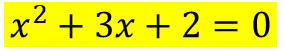 x² + 3x + 2 = 0